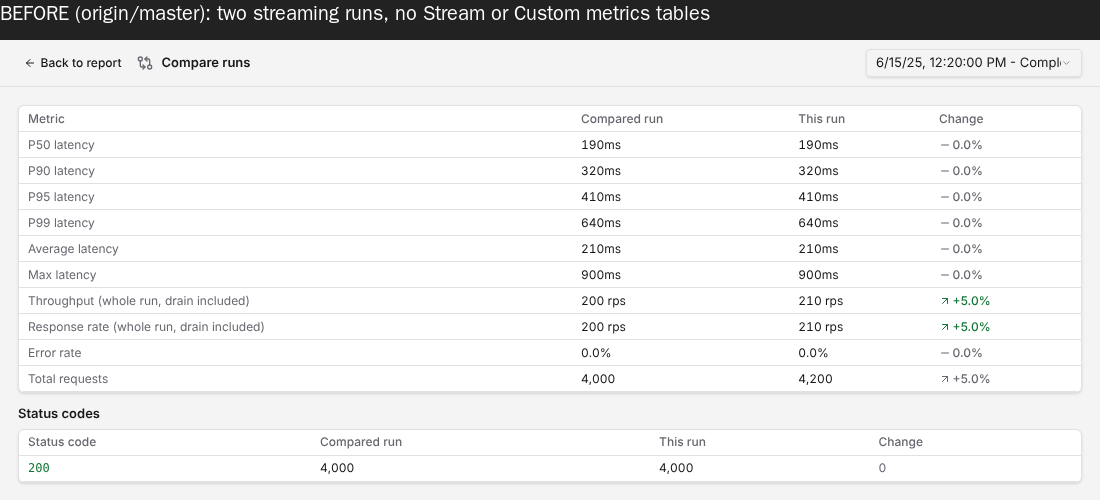 BEFORE (origin/master): two streaming runs, no Stream or Custom metrics tables
← Back to report Compare runs 6/15/25, 12:20:00 PM - Comple
Metric Compared run This run Change
P50 latency 190ms 190ms — 0.0%
P90 latency 320ms 320ms — 0.0%
P95 latency 410ms 410ms — 0.0%
P99 latency 640ms 640ms — 0.0%
Average latency 210ms 210ms — 0.0%
Max latency 900ms 900ms — 0.0%
Throughput (whole run, drain included) 200 rps 210 rps ↗ +5.0%
Response rate (whole run, drain included) 200 rps 210 rps ↗ +5.0%
Error rate 0.0% 0.0% — 0.0%
Total requests 4,000 4,200 ↗ +5.0%
Status codes
Status code Compared run This run Change
200 4,000 4,000 0